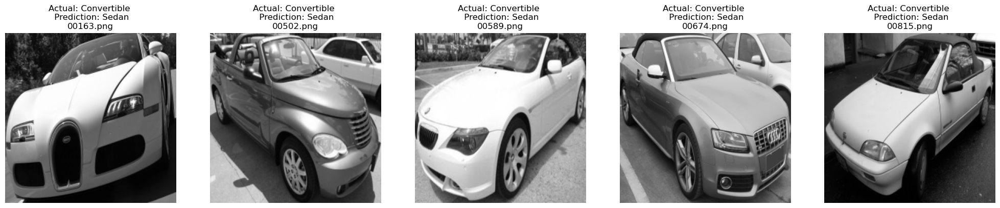 Actual: Convertible
Prediction: Sedan
00163.png
Actual: Convertible
Prediction: Sedan
00502.png
Actual: Convertible
Prediction: Sedan
00589.png
Actual: Convertible
Prediction: Sedan
00674.png
Actual: Convertible
Prediction: Sedan
00815.png